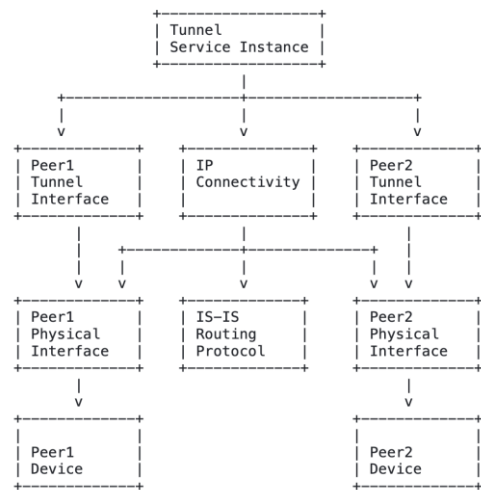 Tunnel
Service Instance
Peer1
Tunnel
Interface
IP
Connectivity
Peer2
Tunnel
Interface
Peer1
Physical
Interface
IS-IS
Routing
Protocol
Peer2
Physical
Interface
Peer1
Device
Peer2
Device